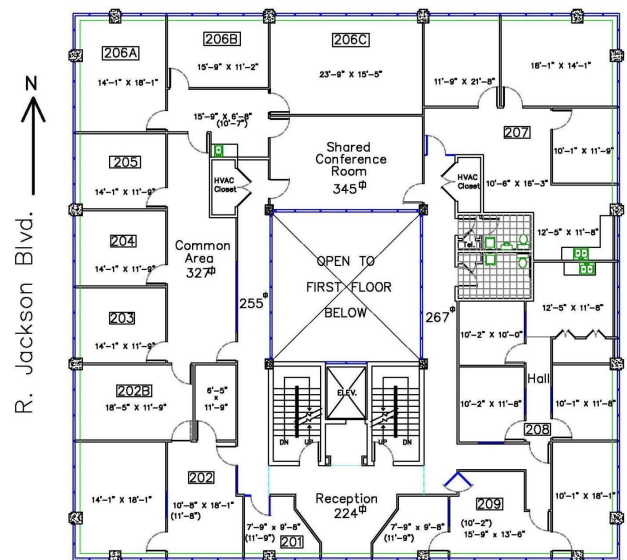 206A
14'-1" X 18'-1"
206B
15'-9" X 11'-2"
206C
23'-9" X 15'-5"
11'-9" X 21'-8"
18'-1" X 14'-1"
N
R. Jackson Blvd.
15'-9" X 6'-8"
(10'-7")
207
10'-1" X 11'-9"
10'-6" X 16'-3"
Shared
Conference
Room
345ϕ
HVAC
Closet
HVAC
Closet
205
14'-1" X 11'-9"
204
14'-1" X 11'-9"
Common
Area
327ϕ
255ϕ
OPEN TO
FIRST FLOOR
BELOW
267ϕ
Tel.
12'-5" X 11'-8"
12'-5" X 11'-8"
203
14'-1" X 11'-9"
10'-2" X 10'-0"
202B
18'-5" X 11'-9"
6'-5"
x
11'-9"
ELEV.
DN
UP
UP
DN
10'-2" X 11'-8"
Hall
10'-1" X 11'-8"
208
14'-1" X 18'-1"
202
10'-8" X 18'-1"
(11'-8")
7'-9" X 9'-8"
(11'-9")
201
Reception
224ϕ
7'-9" X 9'-8"
(11'-9")
209
(10'-2")
15'-9" X 13'-6"
10'-1" X 18'-1"